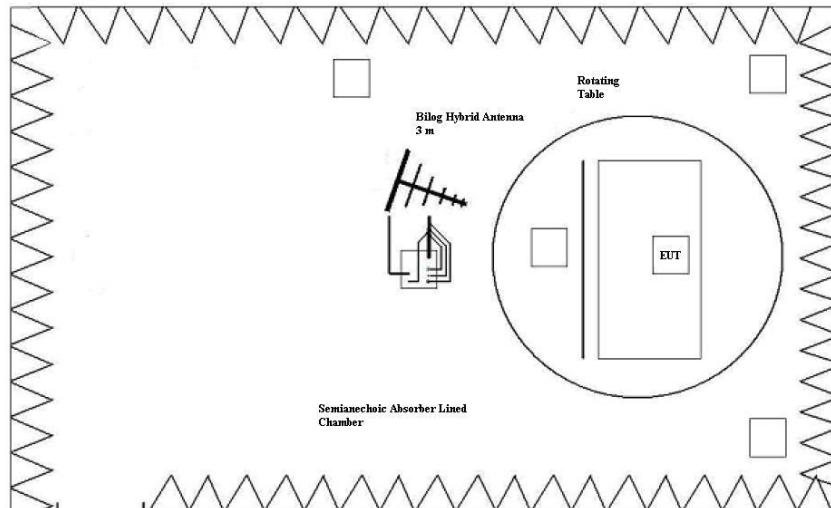 Rotating
Table
Bilog Hybrid Antenna
3 m
EUT
Semianechoic Absorber Lined
Chamber